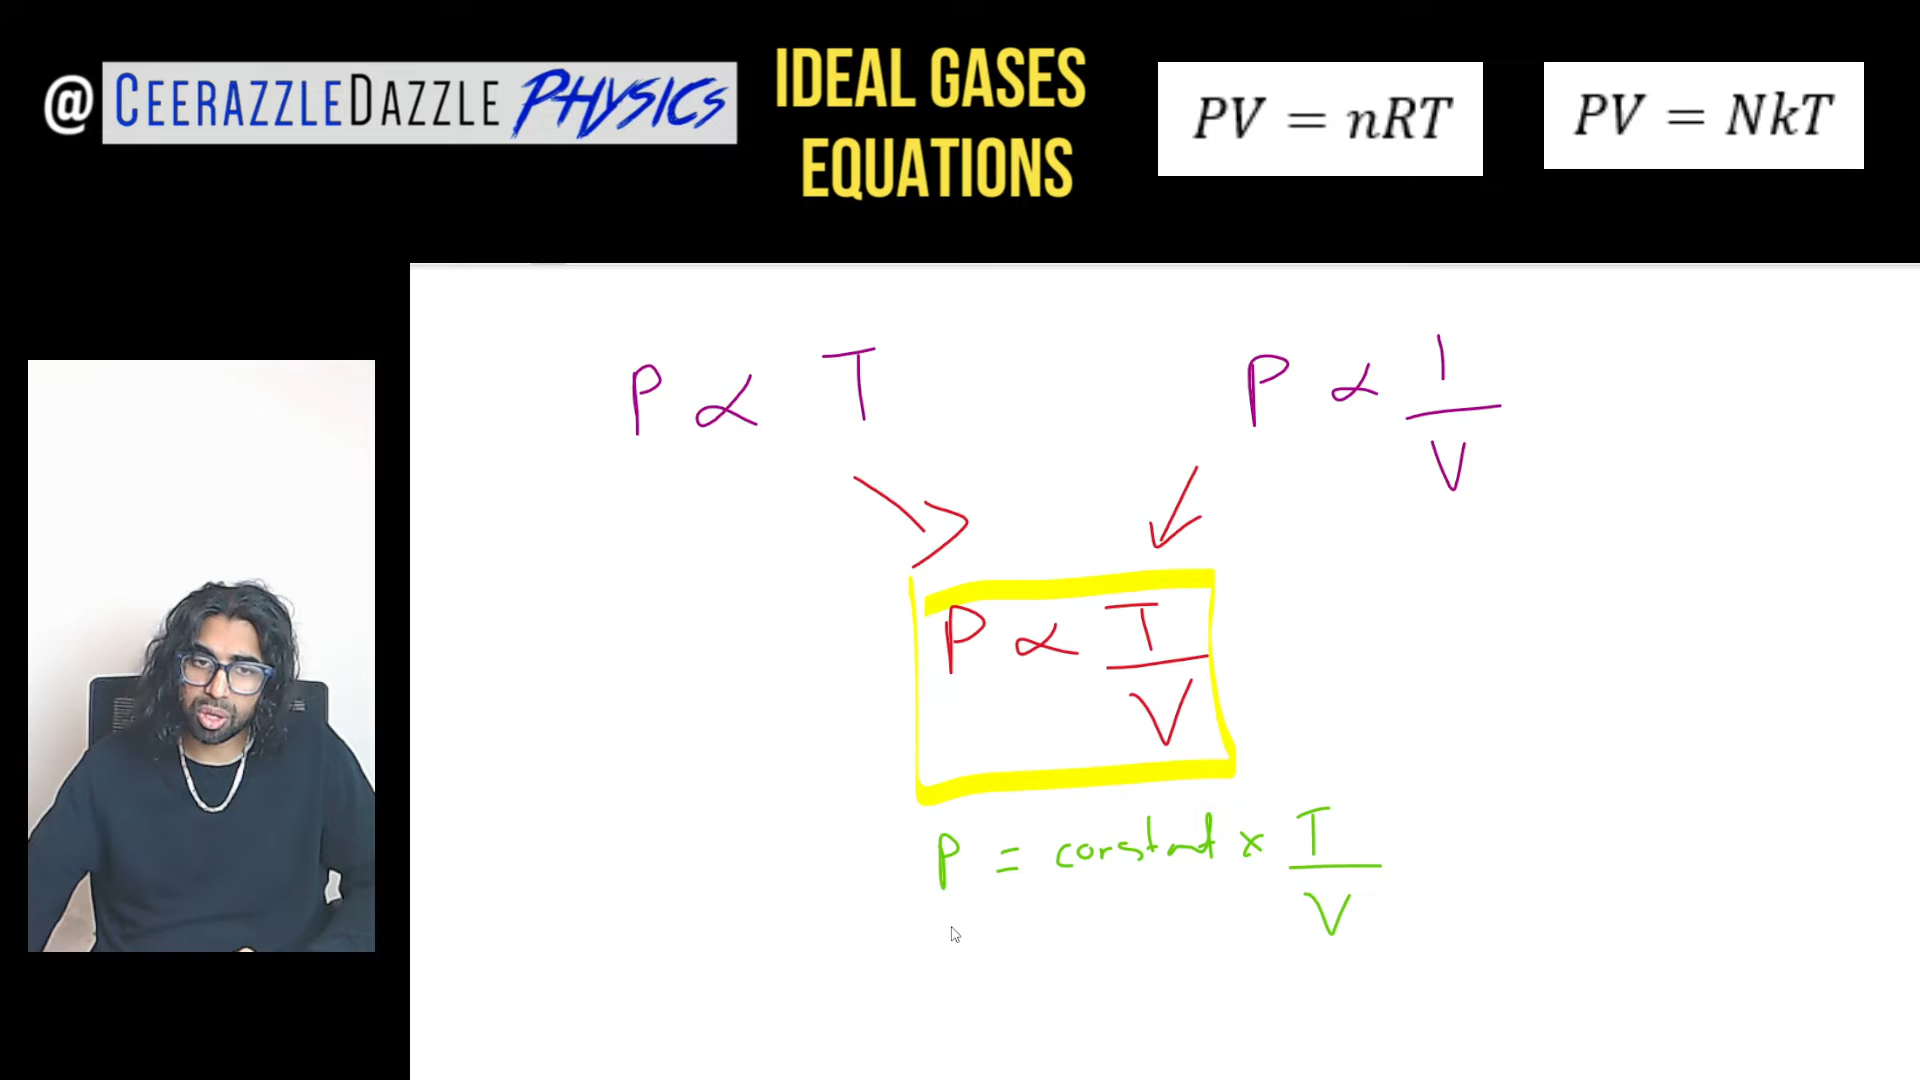 @ CEERAZZLEDAZZLE PHYSICS
IDEAL GASES
EQUATIONS
PV = nRT
PV = NkT
P ∝ T
P ∝ 1/V
P ∝ T/V
P = constant × T/V